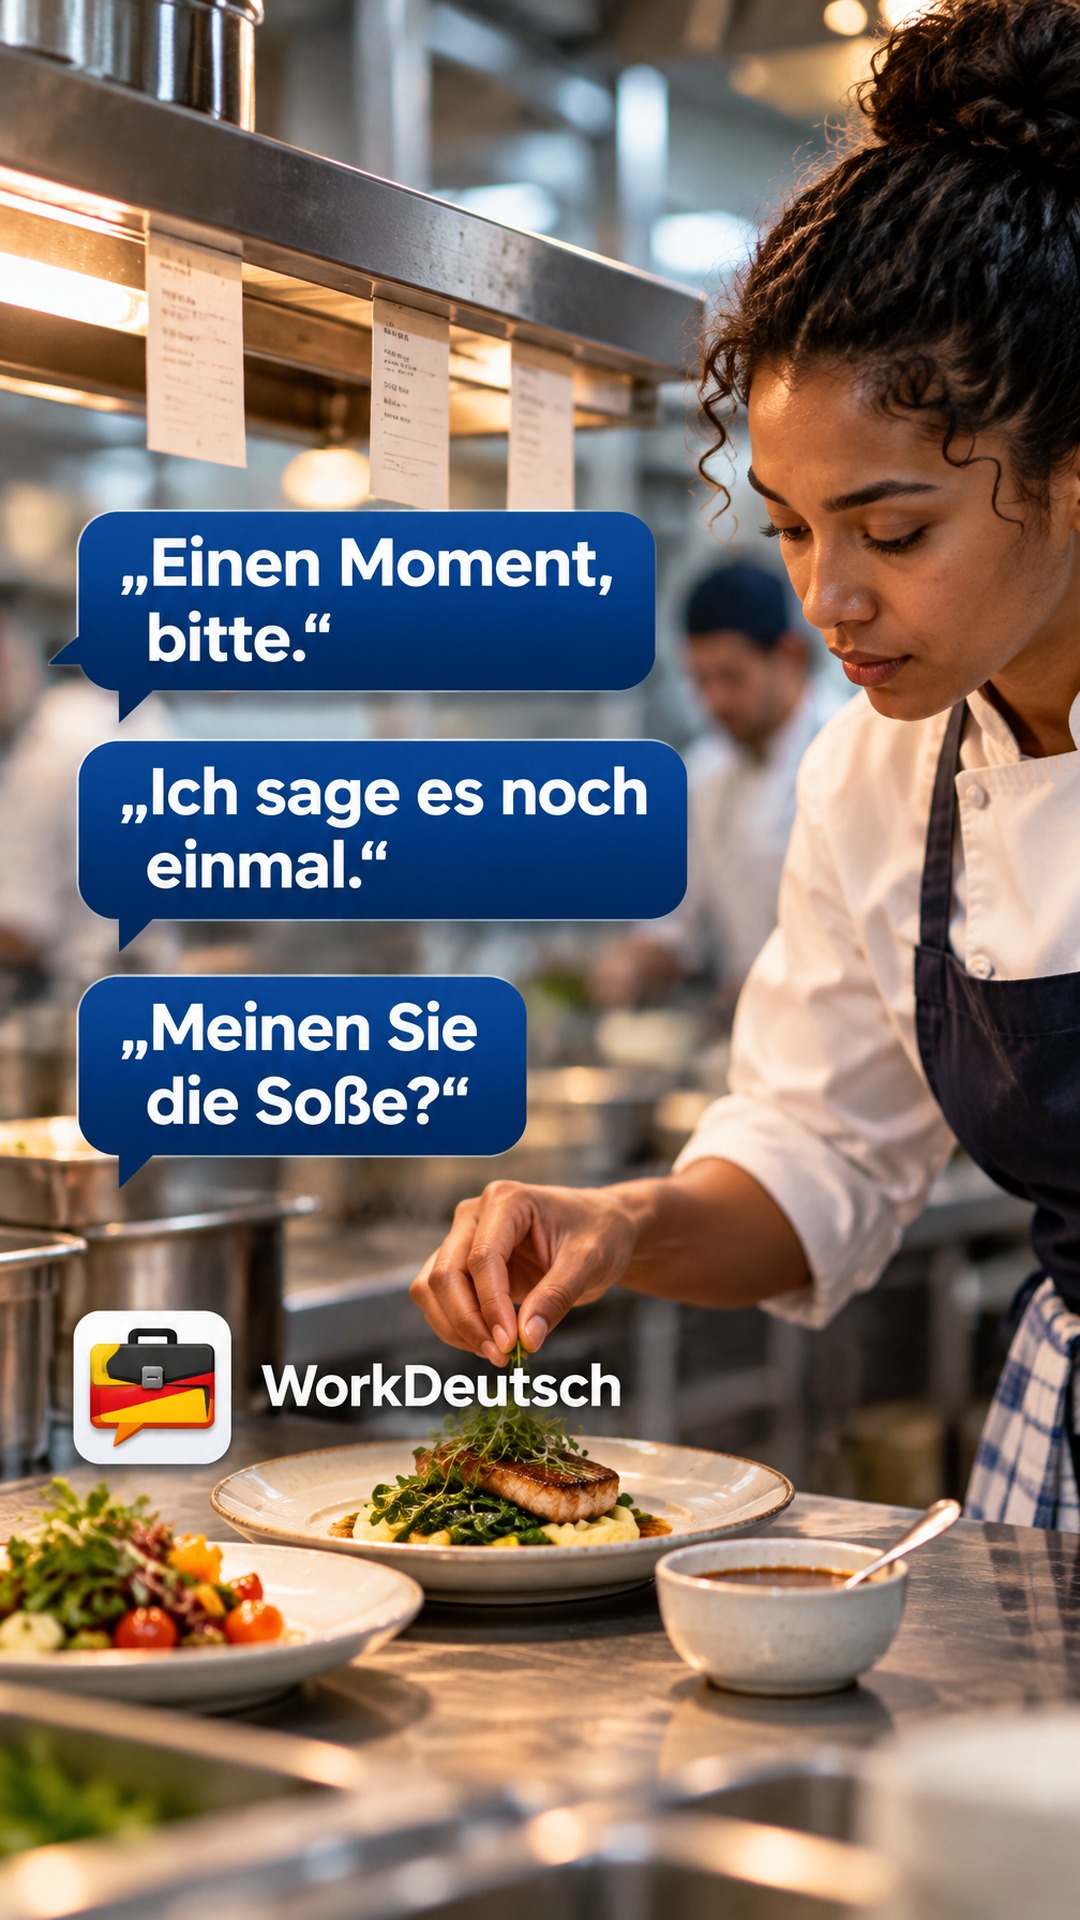 „Einen Moment,
bitte.“
„Ich sage es noch
einmal.“
„Meinen Sie
die Soße?“
WorkDeutsch